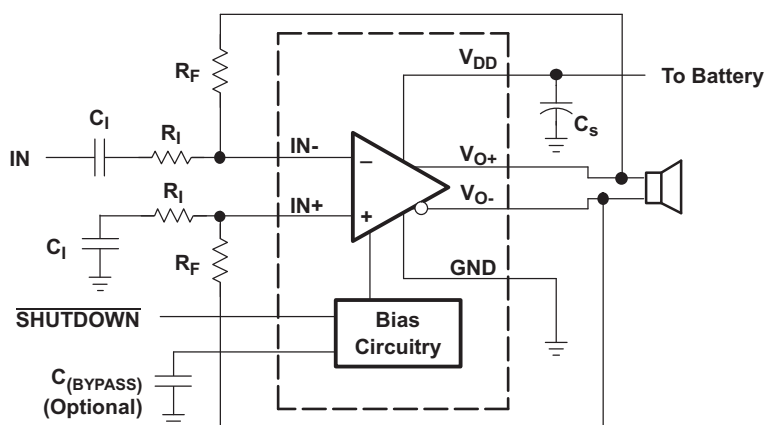 V_DD
To Battery
R_F
C_s
C_I
R_I
IN
IN-
V_O+
−
R_I
IN+
V_O-
+
C_I
R_F
GND
SHUTDOWN
Bias
Circuitry
C_(BYPASS)
(Optional)